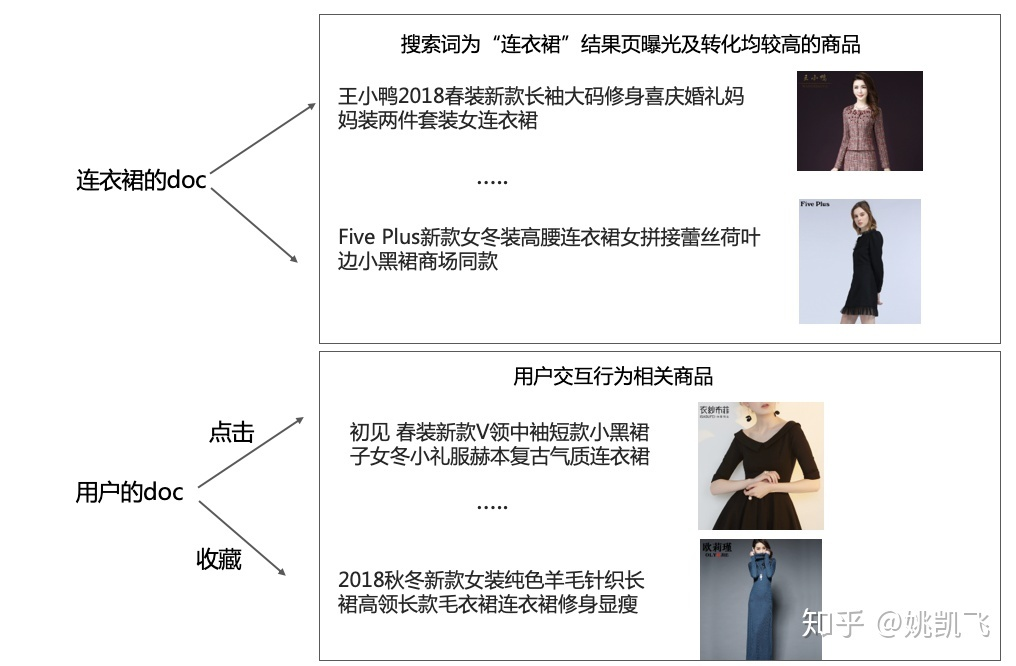 搜索词为“连衣裙”结果页曝光及转化均较高的商品
王小鸭2018春装新款长袖大码修身喜庆婚礼妈
妈装两件套装女连衣裙
王小鸭
连衣裙的doc
.....
Five Plus
Five Plus新款女冬装高腰连衣裙女拼接蕾丝荷叶
边小黑裙商场同款
用户交互行为相关商品
点击
初见 春装新款V领中袖短款小黑裙
子女冬小礼服赫本复古气质连衣裙
用户的doc
.....
收藏
欧莉瑾
2018秋冬新款女装纯色羊毛针织长
裙高领长款毛衣裙连衣裙修身显瘦
知乎 @姚凯飞